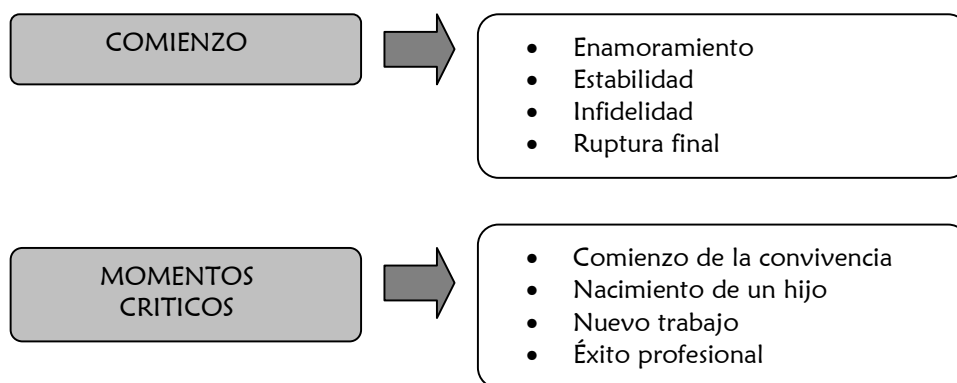 COMIENZO
• Enamoramiento
• Estabilidad
• Infidelidad
• Ruptura final
MOMENTOS
CRITICOS
• Comienzo de la convivencia
• Nacimiento de un hijo
• Nuevo trabajo
• Éxito profesional